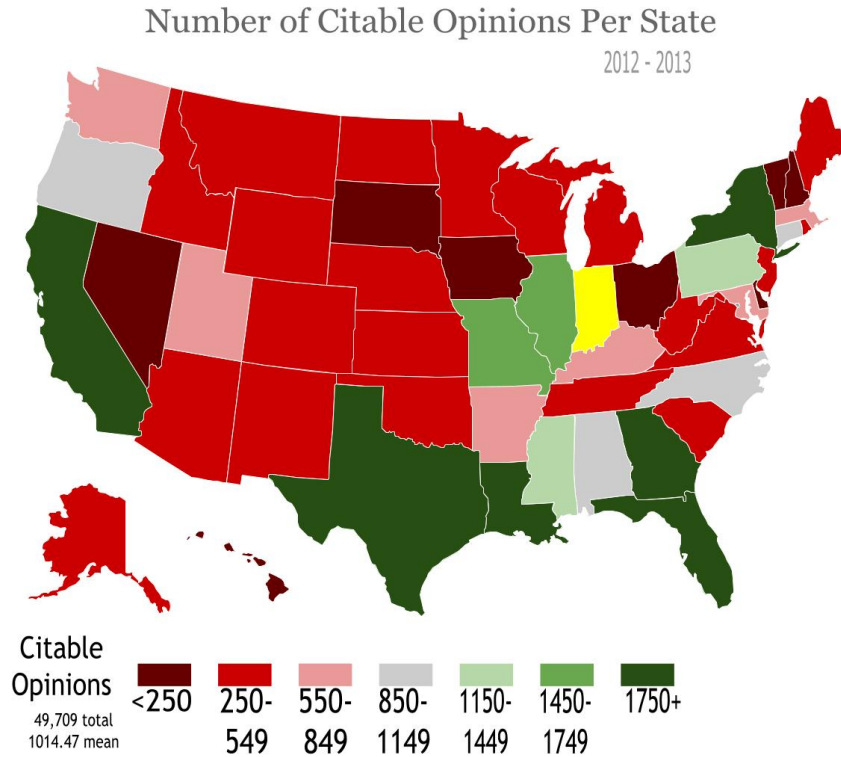 Number of Citable Opinions Per State
2012 - 2013
Citable
Opinions
49,709 total
1014.47 mean
<250
250-
549
550-
849
850-
1149
1150-
1449
1450-
1749
1750+